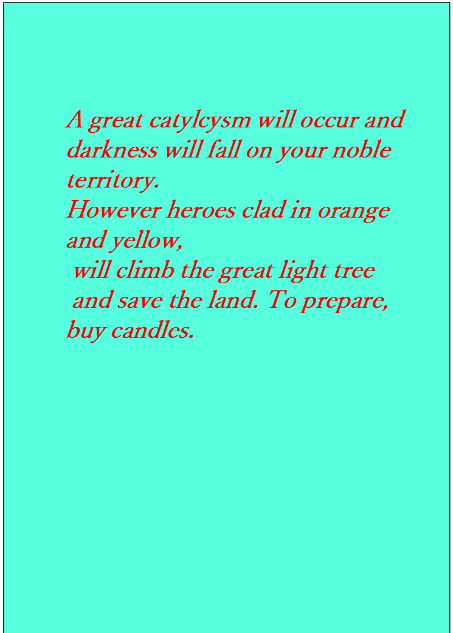 A great catylcysm will occur and
darkness will fall on your noble
territory.
However heroes clad in orange
and yellow,
will climb the great light tree
and save the land. To prepare,
buy candles.